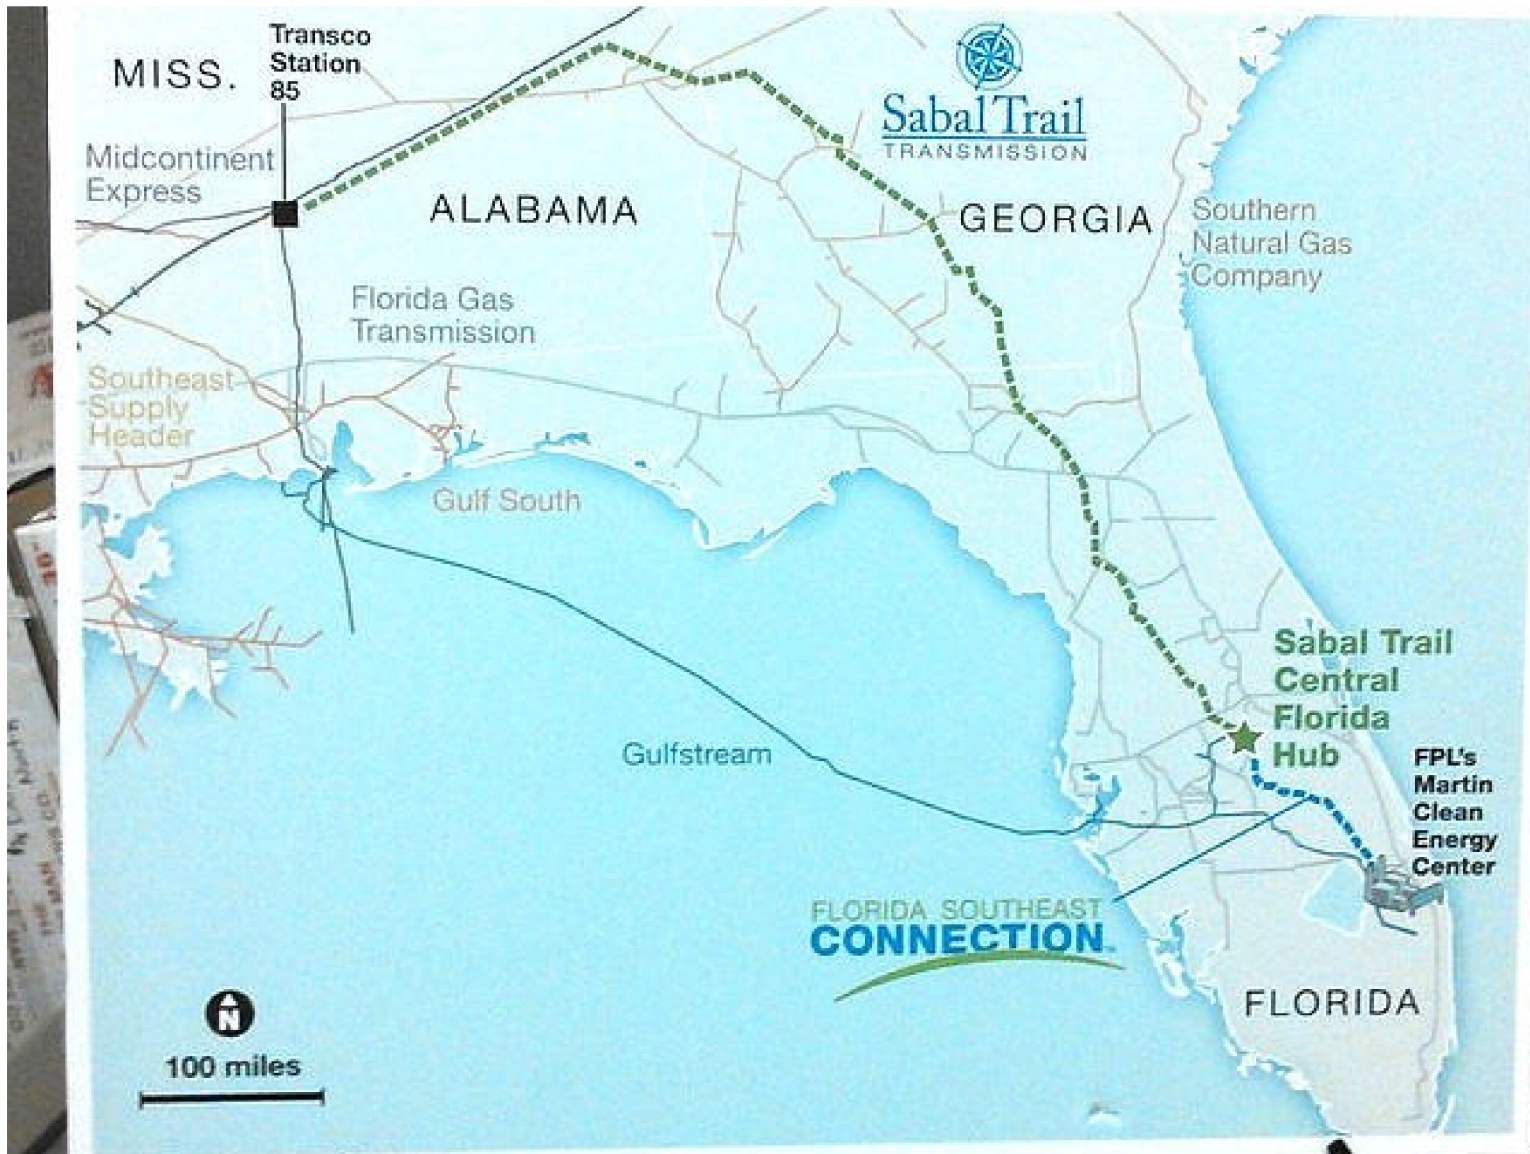 Transco
Station
85
MISS.
Sabal Trail
TRANSMISSION
Midcontinent
Express
ALABAMA
GEORGIA
Southern
Natural Gas
Company
Florida Gas
Transmission
Southeast
Supply
Header
Gulf South
Sabal Trail
Central
Florida
Hub
Gulfstream
FPL's
Martin
Clean
Energy
Center
FLORIDA SOUTHEAST
CONNECTION
FLORIDA
N
100 miles